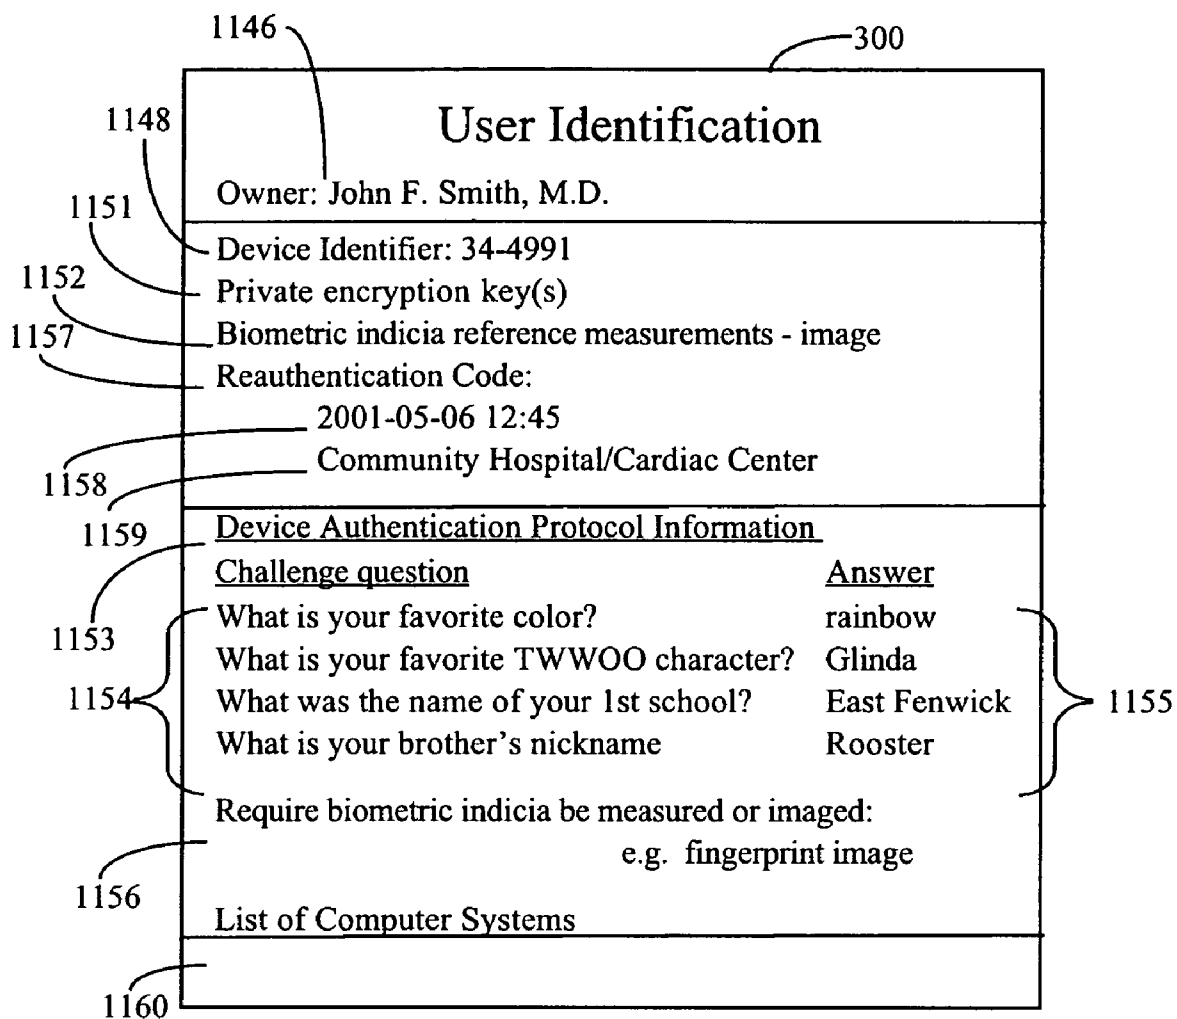 1146
300
User Identification
1148
Owner: John F. Smith, M.D.
1151
Device Identifier: 34-4991
1152
Private encryption key(s)
1157
Biometric indicia reference measurements - image
Reauthentication Code:
2001-05-06 12:45
1158
Community Hospital/Cardiac Center
1159
Device Authentication Protocol Information
Challenge question Answer
1153
What is your favorite color? rainbow
What is your favorite TWWOO character? Glinda
1154
What was the name of your 1st school? East Fenwick
1155
What is your brother's nickname Rooster
Require biometric indicia be measured or imaged:
e.g. fingerprint image
1156
List of Computer Systems
1160